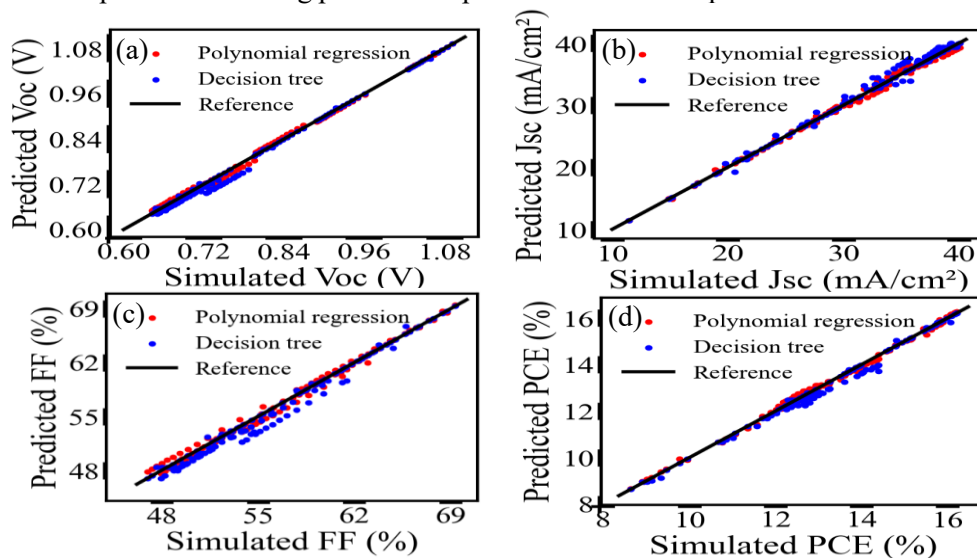 (a)
Polynomial regression
Decision tree
Reference
Predicted Voc (V)
1.08
0.96
0.84
0.72
0.60
0.60 0.72 0.84 0.96 1.08
Simulated Voc (V)
(b)
Polynomial regression
Decision tree
Reference
Predicted Jsc (mA/cm²)
40
30
20
10
10 20 30 40
Simulated Jsc (mA/cm²)
(c)
Polynomial regression
Decision tree
Reference
Predicted FF (%)
69
62
55
48
48 55 62 69
Simulated FF (%)
(d)
Polynomial regression
Decision tree
Reference
Predicted PCE (%)
16
14
12
10
8
8 10 12 14 16
Simulated PCE (%)